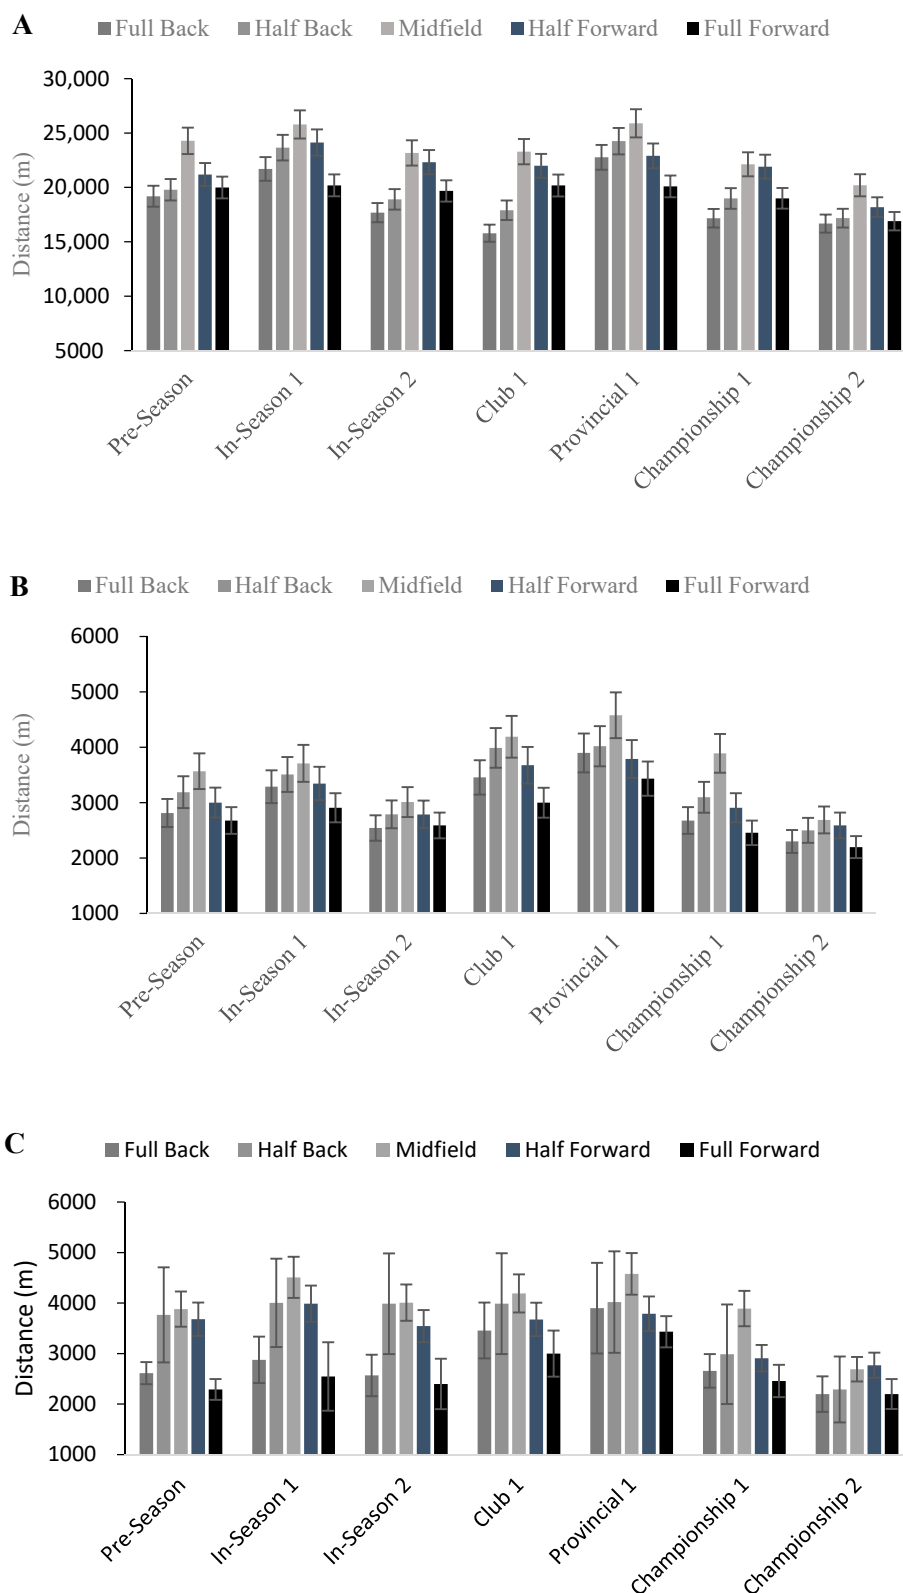 A
Full Back Half Back Midfield Half Forward Full Forward
30,000
25,000
20,000
15,000
10,000
5000
Distance (m)
Pre-Season
In-Season 1
In-Season 2
Club 1
Provincial 1
Championship 1
Championship 2
B
Full Back Half Back Midfield Half Forward Full Forward
6000
5000
4000
3000
2000
1000
Distance (m)
Pre-Season
In-Season 1
In-Season 2
Club 1
Provincial 1
Championship 1
Championship 2
C
Full Back Half Back Midfield Half Forward Full Forward
6000
5000
4000
3000
2000
1000
Distance (m)
Pre-Season
In-Season 1
In-Season 2
Club 1
Provincial 1
Championship 1
Championship 2